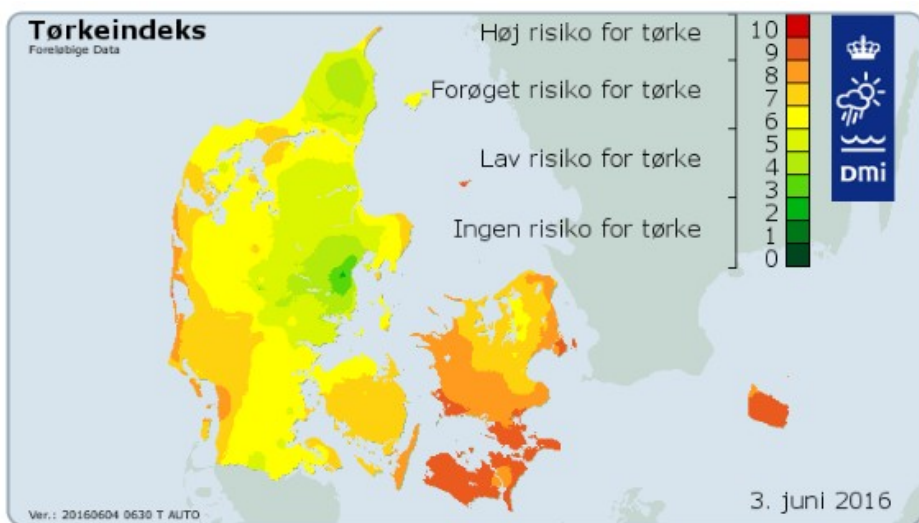 Tørkeindeks
Foreløbige Data
Høj risiko for tørke
Forøget risiko for tørke
Lav risiko for tørke
Ingen risiko for tørke
10
9
8
7
6
5
4
3
2
1
0
DMI
Ver.: 20160604 0630 T AUTO
3. juni 2016